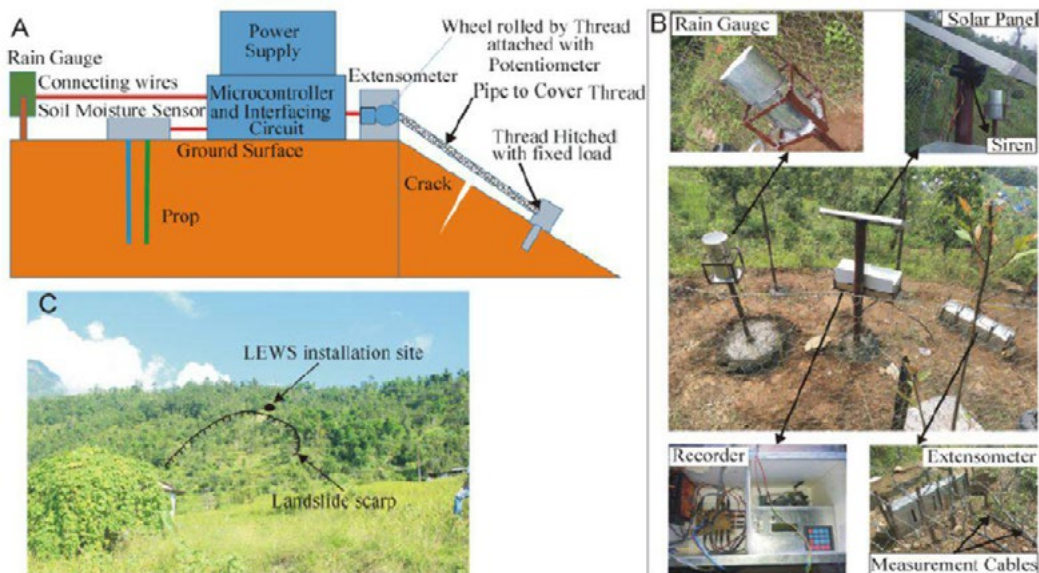 A
Rain Gauge
Connecting wires
Soil Moisture Sensor
Power
Supply
Microcontroller
and Interfacing
Circuit
Extensometer
Wheel rolled by Thread
attached with
Potentiometer
Pipe to Cover Thread
Thread Hitched
with fixed load
Ground Surface
Crack
Prop
C
LEWS installation site
Landslide scarp
B
Rain Gauge
Solar Panel
Siren
Recorder
Extensometer
Measurement Cables